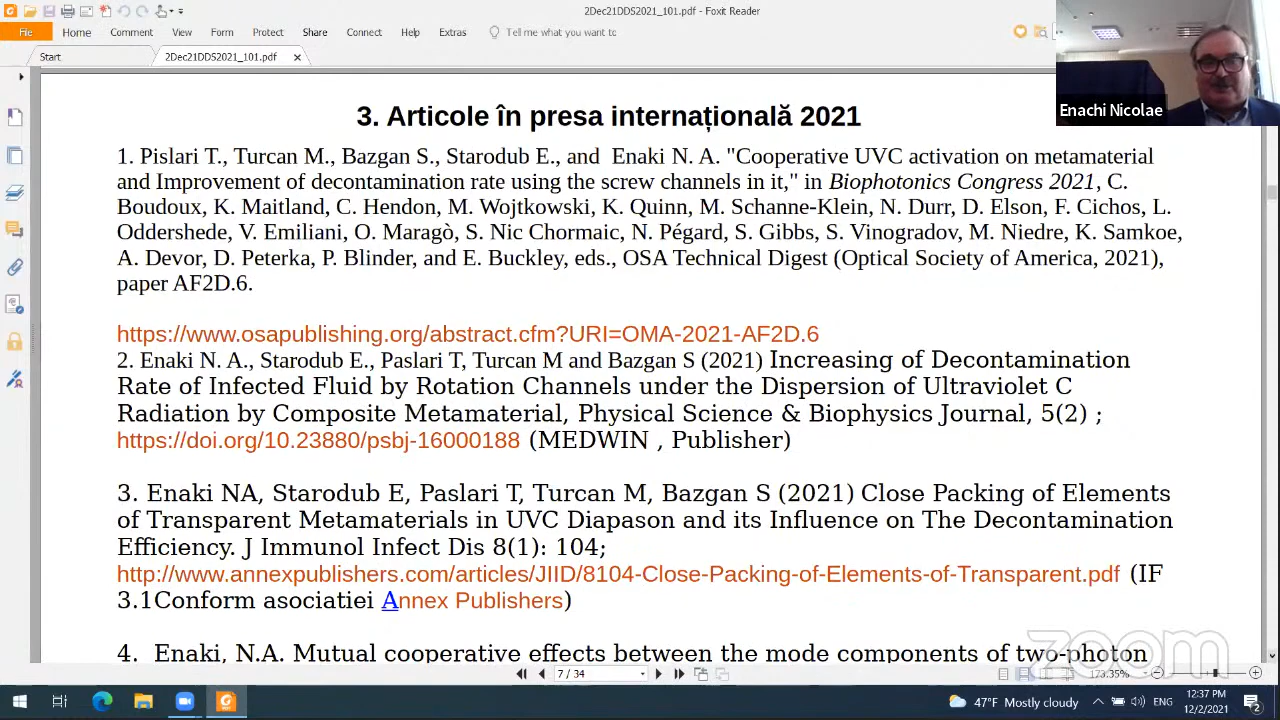 2Dec21DDS2021_101.pdf - Foxit Reader
File Home Comment View Form Protect Share Connect Help Extras Tell me what you want to
Start 2Dec21DDS2021_101.pdf
Enachi Nicolae
3. Articole în presa internațională 2021
1. Pislari T., Turcan M., Bazgan S., Starodub E., and Enaki N. A. "Cooperative UVC activation on metamaterial
and Improvement of decontamination rate using the screw channels in it," in Biophotonics Congress 2021, C.
Boudoux, K. Maitland, C. Hendon, M. Wojtkowski, K. Quinn, M. Schanne-Klein, N. Durr, D. Elson, F. Cichos, L.
Oddershede, V. Emiliani, O. Maragò, S. Nic Chormaic, N. Pégard, S. Gibbs, S. Vinogradov, M. Niedre, K. Samkoe,
A. Devor, D. Peterka, P. Blinder, and E. Buckley, eds., OSA Technical Digest (Optical Society of America, 2021),
paper AF2D.6.
https://www.osapublishing.org/abstract.cfm?URI=OMA-2021-AF2D.6
2. Enaki N. A., Starodub E., Paslari T, Turcan M and Bazgan S (2021) Increasing of Decontamination
Rate of Infected Fluid by Rotation Channels under the Dispersion of Ultraviolet C
Radiation by Composite Metamaterial, Physical Science & Biophysics Journal, 5(2) ;
https://doi.org/10.23880/psbj-16000188 (MEDWIN , Publisher)
3. Enaki NA, Starodub E, Paslari T, Turcan M, Bazgan S (2021) Close Packing of Elements
of Transparent Metamaterials in UVC Diapason and its Influence on The Decontamination
Efficiency. J Immunol Infect Dis 8(1): 104;
http://www.annexpublishers.com/articles/JIID/8104-Close-Packing-of-Elements-of-Transparent.pdf (IF
3.1Conform asociatiei Annex Publishers)
4. Enaki, N.A. Mutual cooperative effects between the mode components of two-photon
zoom
7 / 34 173.35%
47°F Mostly cloudy ENG 12:37 PM
12/2/2021 2